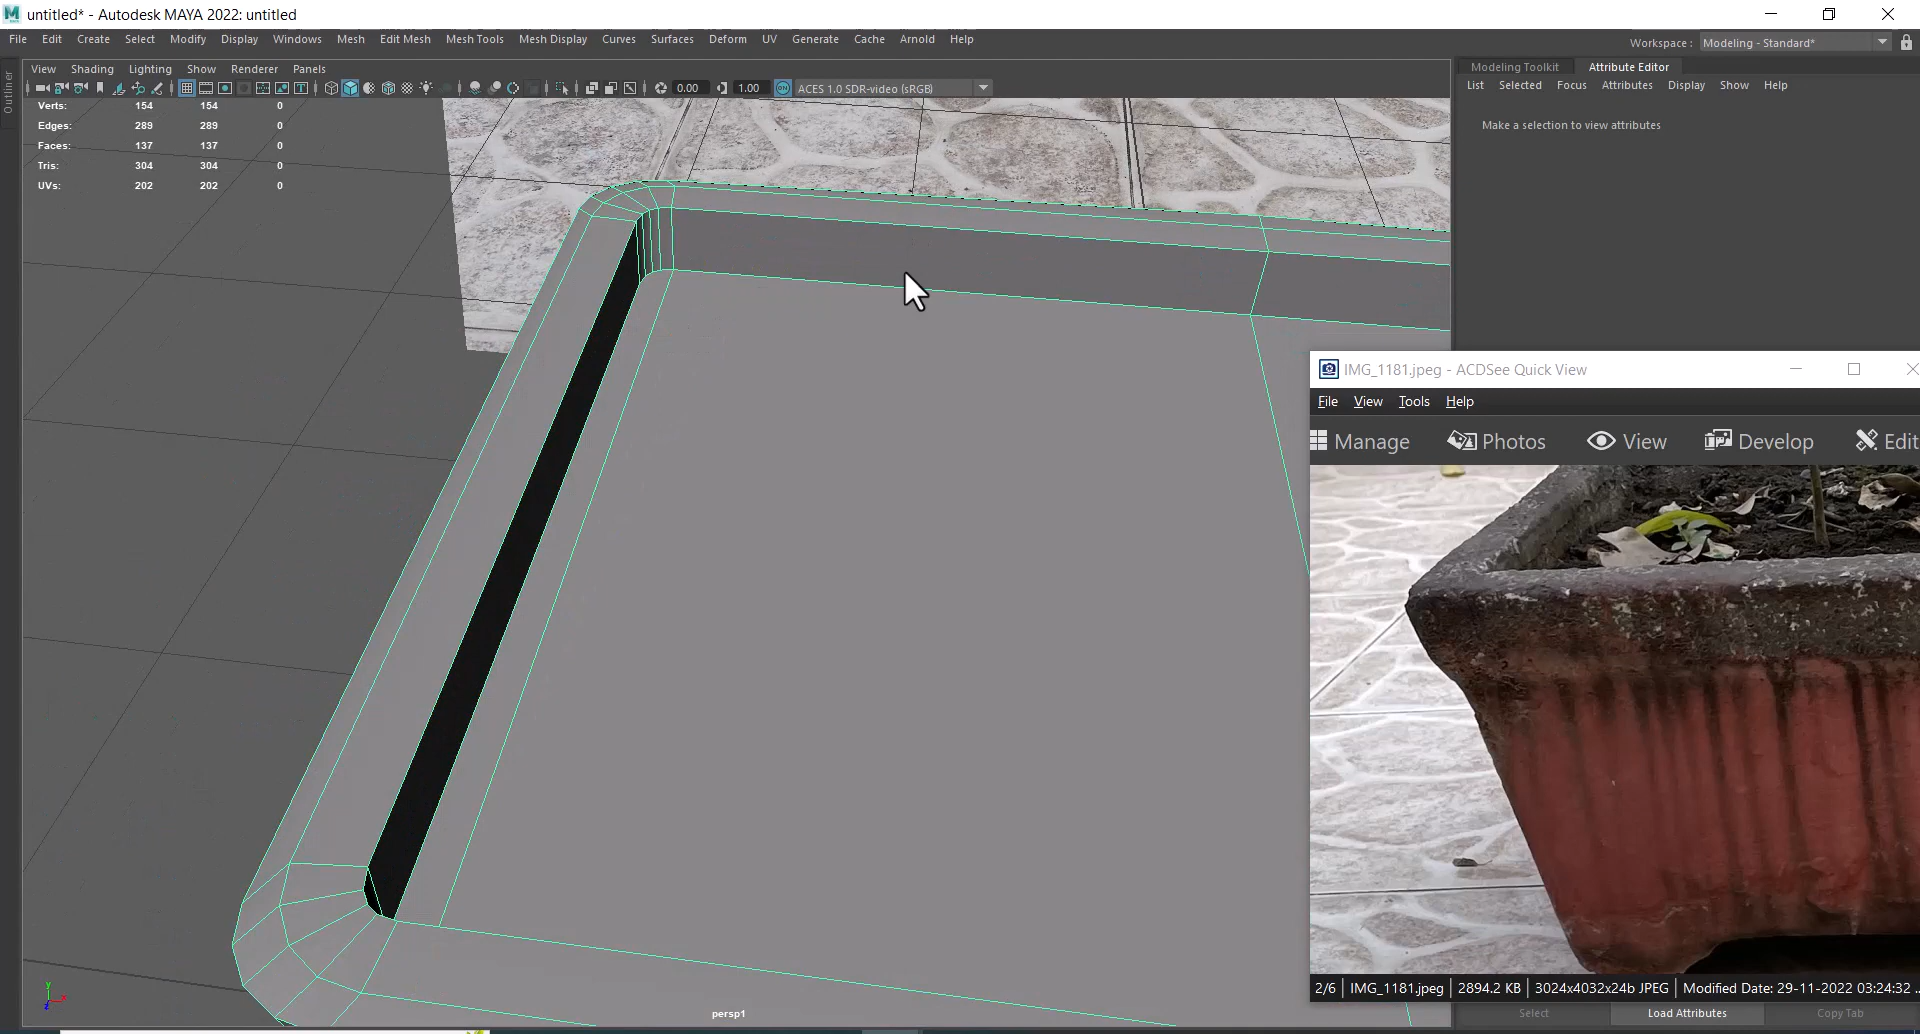 untitled* - Autodesk MAYA 2022: untitled
File Edit Create Select Modify Display Windows Mesh Edit Mesh Mesh Tools Mesh Display Curves Surfaces Deform UV Generate Cache Arnold Help
Workspace : Modeling - Standard*
Outliner
View Shading Lighting Show Renderer Panels
Modeling Toolkit Attribute Editor
0.00 1.00 ON ACES 1.0 SDR-video (sRGB)
List Selected Focus Attributes Display Show Help
Verts: 154 154 0
Edges: 289 289 0
Faces: 137 137 0
Tris: 304 304 0
UVs: 202 202 0
Make a selection to view attributes
IMG_1181.jpeg - ACDSee Quick View
File View Tools Help
Manage Photos View Develop Edit
2/6 IMG_1181.jpeg 2894.2 KB 3024x4032x24b JPEG Modified Date: 29-11-2022 03:24:32 ..
y x z
persp1
Select Load Attributes Copy Tab